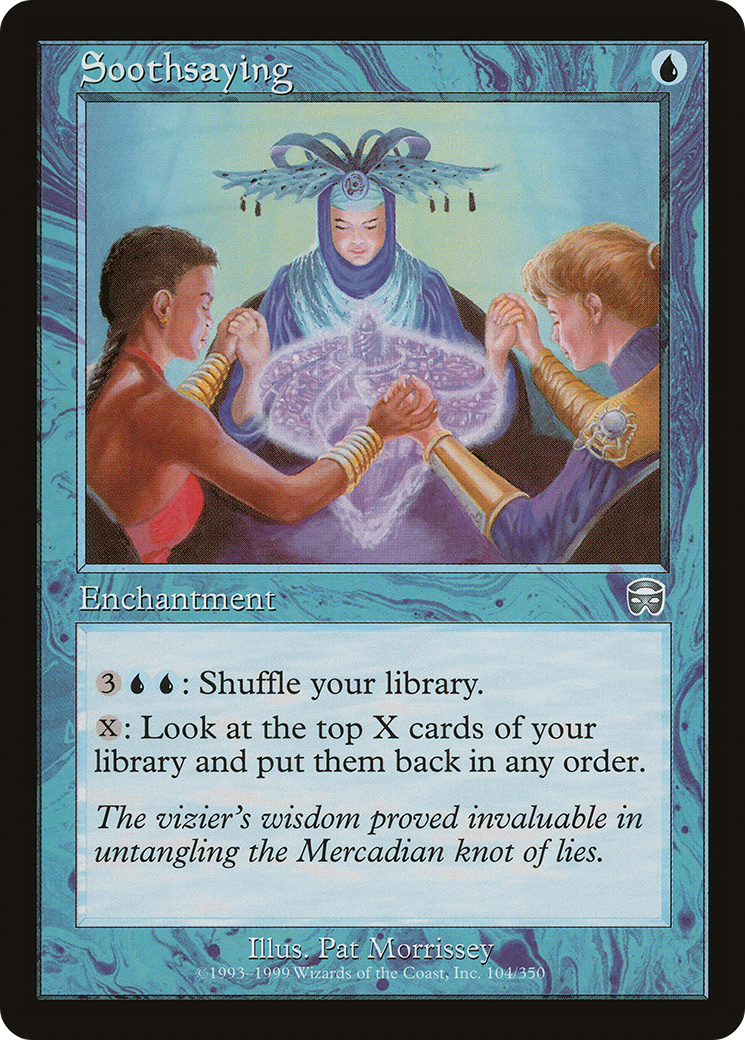 Soothsaying
Enchantment
3: Shuffle your library.
X: Look at the top X cards of your
library and put them back in any order.
The vizier's wisdom proved invaluable in
untangling the Mercadian knot of lies.
Illus. Pat Morrissey
©1993–1999 Wizards of the Coast, Inc. 104/350